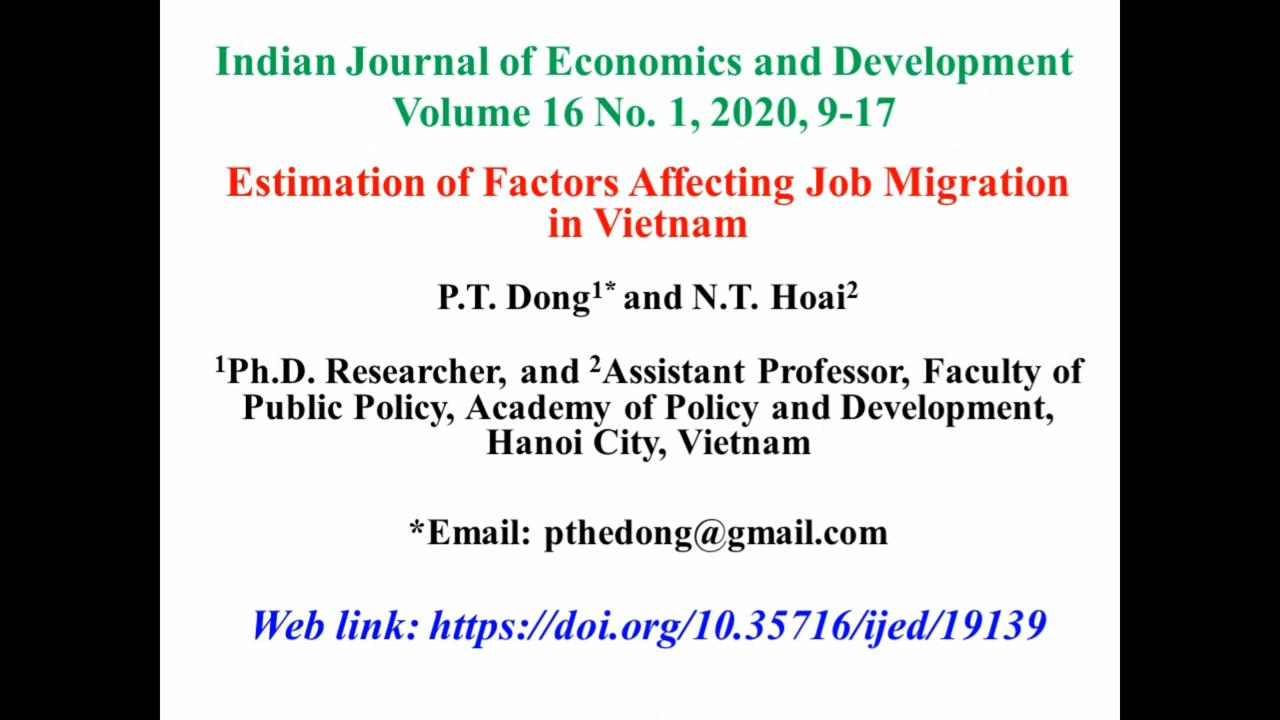 Indian Journal of Economics and Development
Volume 16 No. 1, 2020, 9-17
Estimation of Factors Affecting Job Migration
in Vietnam
P.T. Dong¹* and N.T. Hoai²
¹Ph.D. Researcher, and ²Assistant Professor, Faculty of
Public Policy, Academy of Policy and Development,
Hanoi City, Vietnam
*Email: pthedong@gmail.com
Web link: https://doi.org/10.35716/ijed/19139